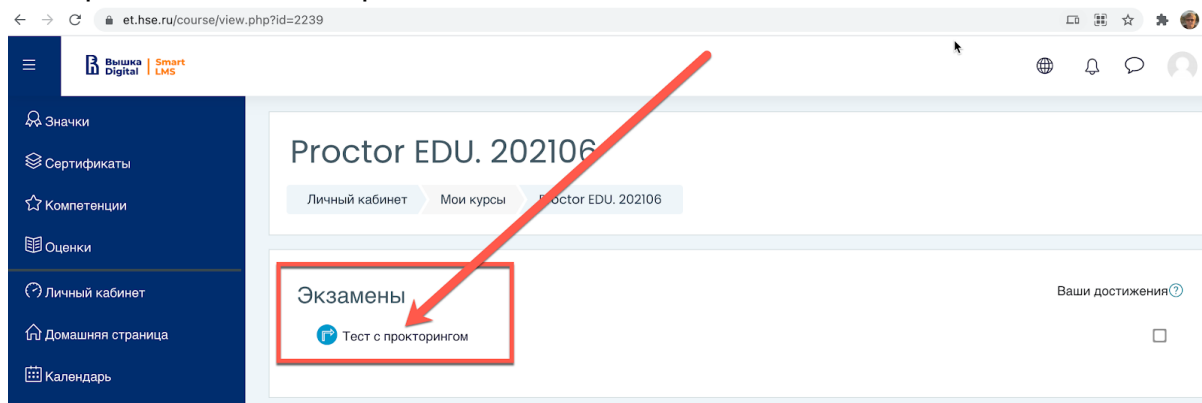 et.hse.ru/course/view.php?id=2239
Вышка Digital | Smart LMS
Значки
Сертификаты
Компетенции
Оценки
Личный кабинет
Домашняя страница
Календарь
Proctor EDU. 202106
Личный кабинет Мои курсы Proctor EDU. 202106
Экзамены
Ваши достижения
Тест с прокторингом